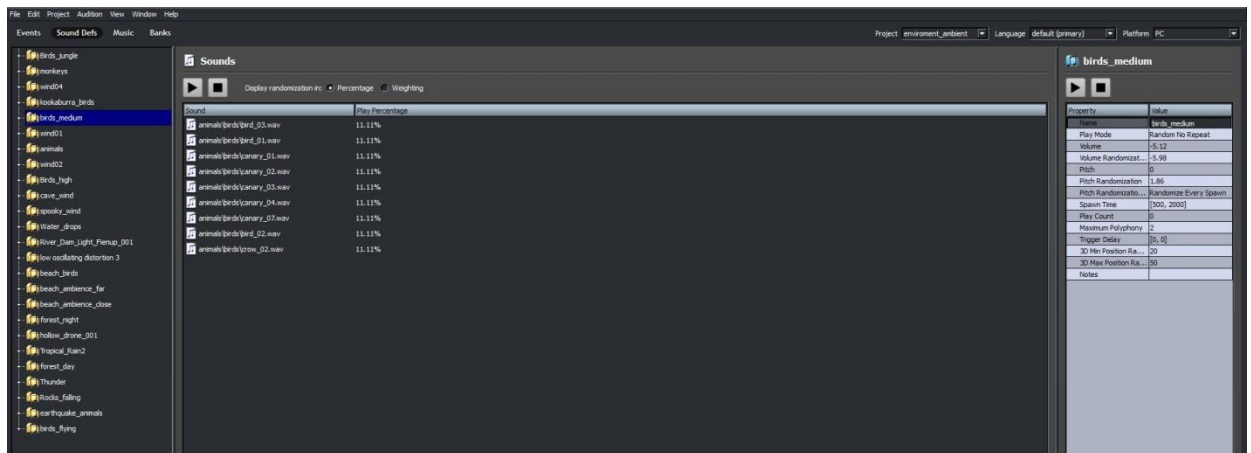 File Edit Project Audition View Window Help
Events Sound Defs Music Banks
Project enviroment_ambient Language default (primary) Platform PC
Birds_jungle
monkeys
wind04
kookaburra_birds
birds_medium
wind01
animals
wind02
Birds_high
cave_wind
spooky_wind
Water_drops
River_Dam_Light_Fienup_001
low oscillating distortion 3
beach_birds
beach_ambience_far
beach_ambience_close
forest_night
hollow_drone_001
Tropical_Rain2
forest_day
Thunder
Rocks_falling
earthquake_animals
birds_flying
Sounds
Display randomization in: Percentage Weighting
Sound Play Percentage
animals\birds\bird_03.wav 11.11%
animals\birds\bird_01.wav 11.11%
animals\birds\canary_01.wav 11.11%
animals\birds\canary_02.wav 11.11%
animals\birds\canary_03.wav 11.11%
animals\birds\canary_04.wav 11.11%
animals\birds\canary_07.wav 11.11%
animals\birds\bird_02.wav 11.11%
animals\birds\crow_02.wav 11.11%
birds_medium
Property Value
Name birds_medium
Play Mode Random No Repeat
Volume -5.12
Volume Randomizat... -5.98
Pitch 0
Pitch Randomization 1.86
Pitch Randomizatio... Randomize Every Spawn
Spawn Time [500, 2000]
Play Count 0
Maximum Polyphony 2
Trigger Delay [0, 0]
3D Min Position Ra... 20
3D Max Position Ra... 50
Notes